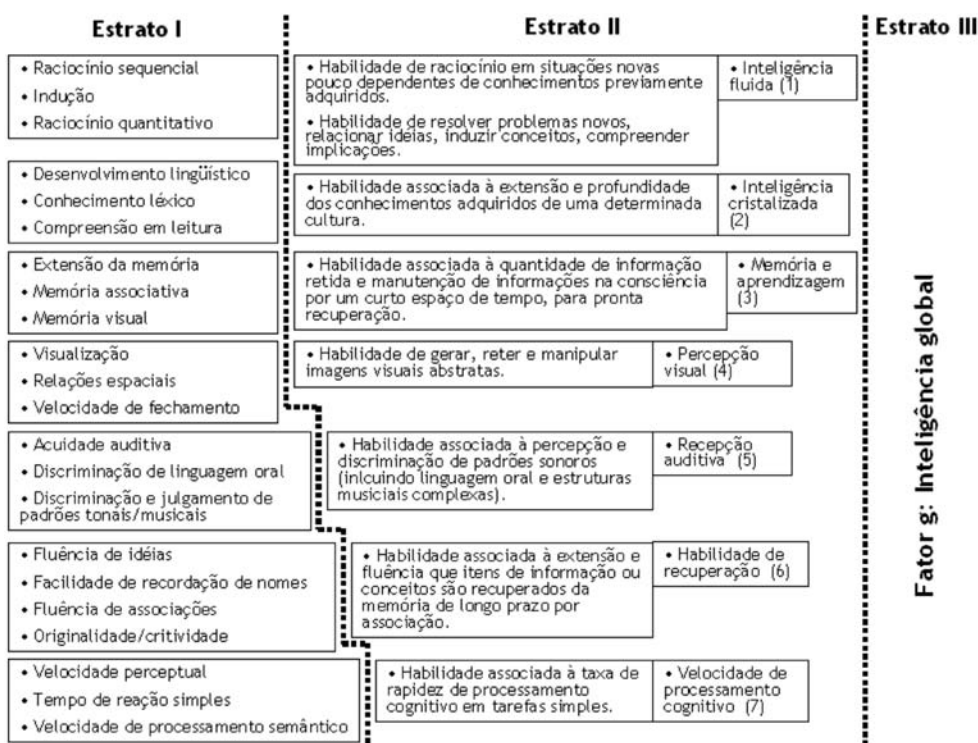 Estrato I
Estrato II
Estrato III
• Raciocínio sequencial
• Indução
• Raciocínio quantitativo
• Habilidade de raciocínio em situações novas
pouco dependentes de conhecimentos previamente
adquiridos.
• Habilidade de resolver problemas novos,
relacionar idéias, induzir conceitos, compreender
implicações.
• Inteligência
fluida (1)
• Desenvolvimento lingüístico
• Conhecimento léxico
• Compreensão em leitura
• Habilidade associada à extensão e profundidade
dos conhecimentos adquiridos de uma determinada
cultura.
• Inteligência
cristalizada
(2)
• Extensão da memória
• Memória associativa
• Memória visual
• Habilidade associada à quantidade de informação
retida e manutenção de informações na consciência
por um curto espaço de tempo, para pronta
recuperação.
• Memória e
aprendizagem
(3)
• Visualização
• Relações espaciais
• Velocidade de fechamento
• Habilidade de gerar, reter e manipular
imagens visuais abstratas.
• Percepção
visual (4)
• Acuidade auditiva
• Discriminação de linguagem oral
• Discriminação e julgamento de
padrões tonais/musicais
• Habilidade associada à percepção e
discriminação de padrões sonoros
(inlcuindo linguagem oral e estruturas
musiciais complexas).
• Recepção
auditiva (5)
• Fluência de idéias
• Facilidade de recordação de nomes
• Fluência de associações
• Originalidade/critividade
• Habilidade associada à extensão e
fluência que itens de informação ou
conceitos são recuperados da
memória de longo prazo por
associação.
• Habilidade de
recuperação (6)
• Velocidade perceptual
• Tempo de reação simples
• Velocidade de processamento semântico
• Habilidade associada à taxa de
rapidez de processamento
cognitivo em tarefas simples.
• Velocidade de
processamento
cognitivo (7)
Fator g: Inteligência global